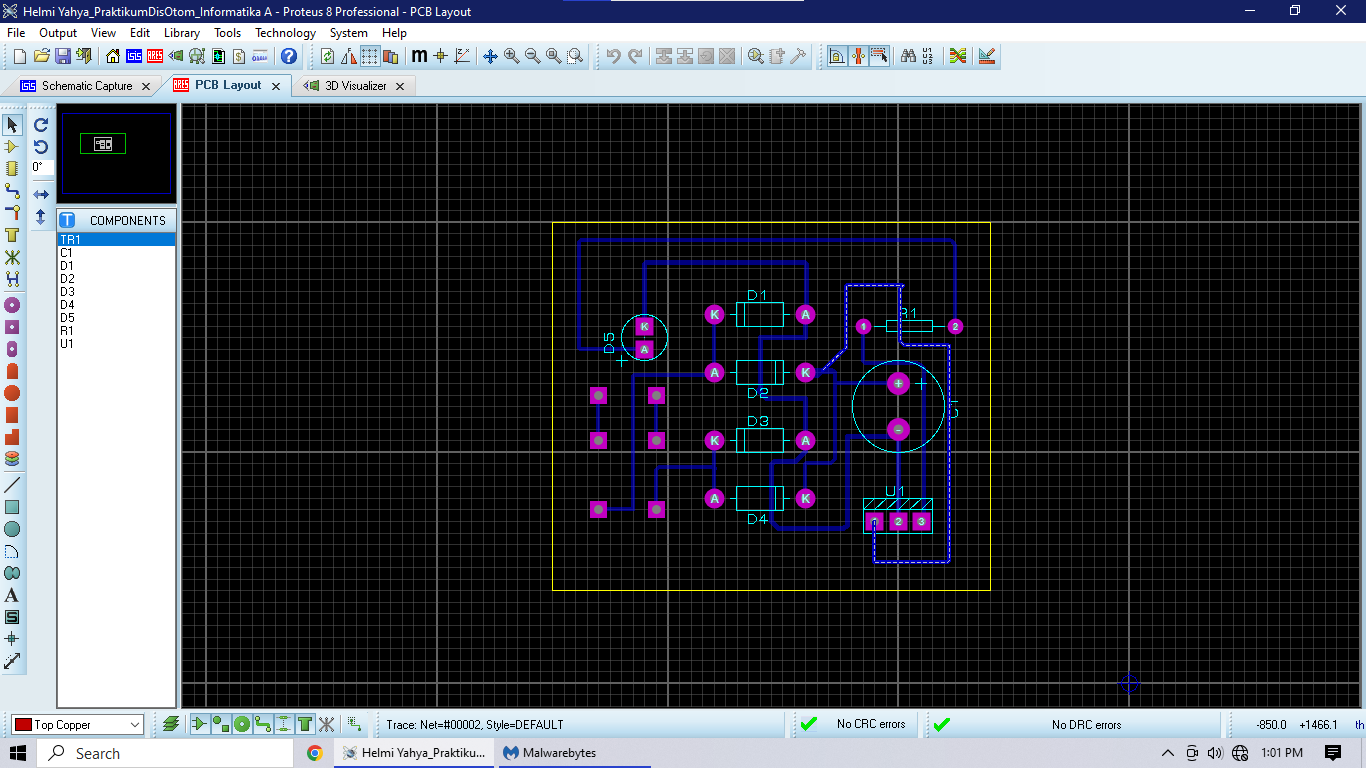 Helmi Yahya_PraktikumDisOtom_Informatika A - Proteus 8 Professional - PCB Layout
File Output View Edit Library Tools Technology System Help
Schematic Capture PCB Layout 3D Visualizer
0°
COMPONENTS
TR1
C1
D1
D2
D3
D4
D5
R1
U1
D1
K A
R1
1 2
D5
K
A
A K
D2
+
D3
K A
-
A K
D4
U1
1 2 3
Top Copper
Trace: Net=#00002, Style=DEFAULT
No CRC errors
No DRC errors
-850.0 +1466.1 th
Search
Helmi Yahya_Praktiku...
Malwarebytes
1:01 PM